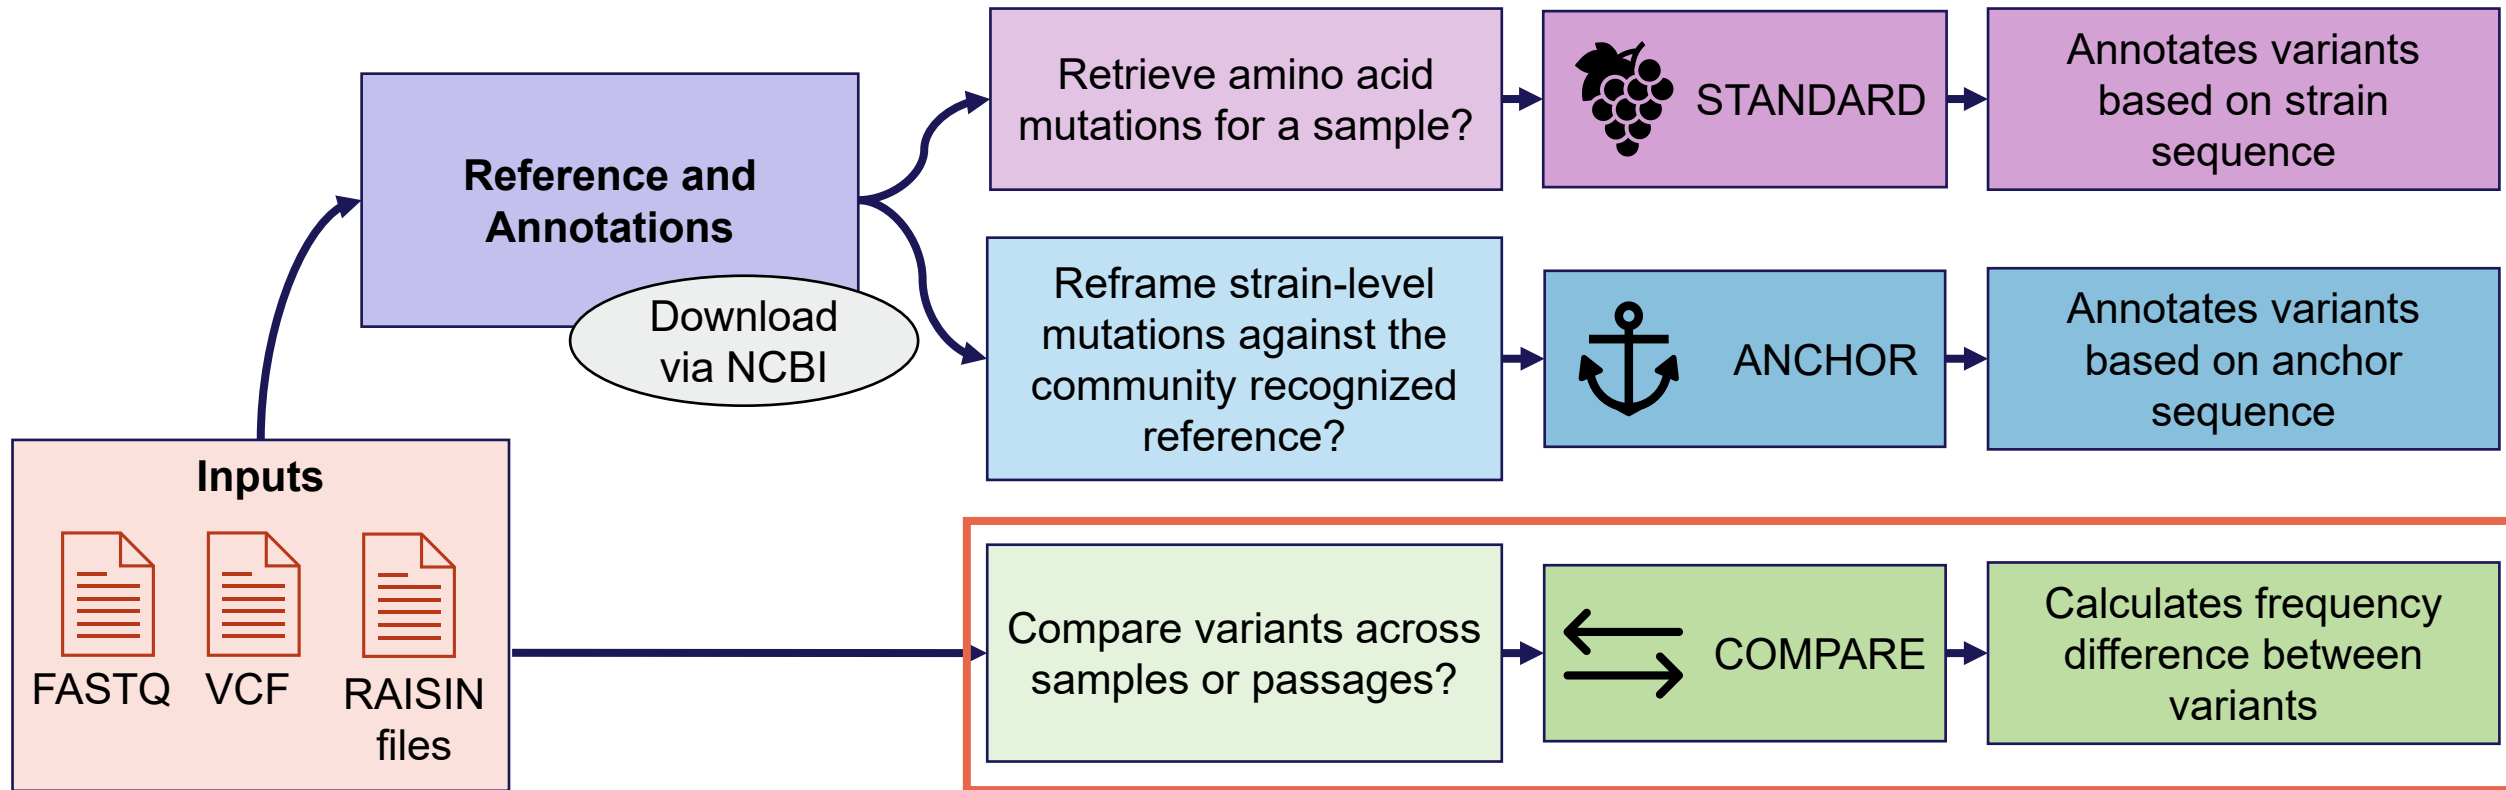 Retrieve amino acid
mutations for a sample?
STANDARD
Annotates variants
based on strain
sequence
Reference and
Annotations
Download
via NCBI
Reframe strain-level
mutations against the
community recognized
reference?
ANCHOR
Annotates variants
based on anchor
sequence
Inputs
FASTQ
VCF
RAISIN
files
Compare variants across
samples or passages?
COMPARE
Calculates frequency
difference between
variants